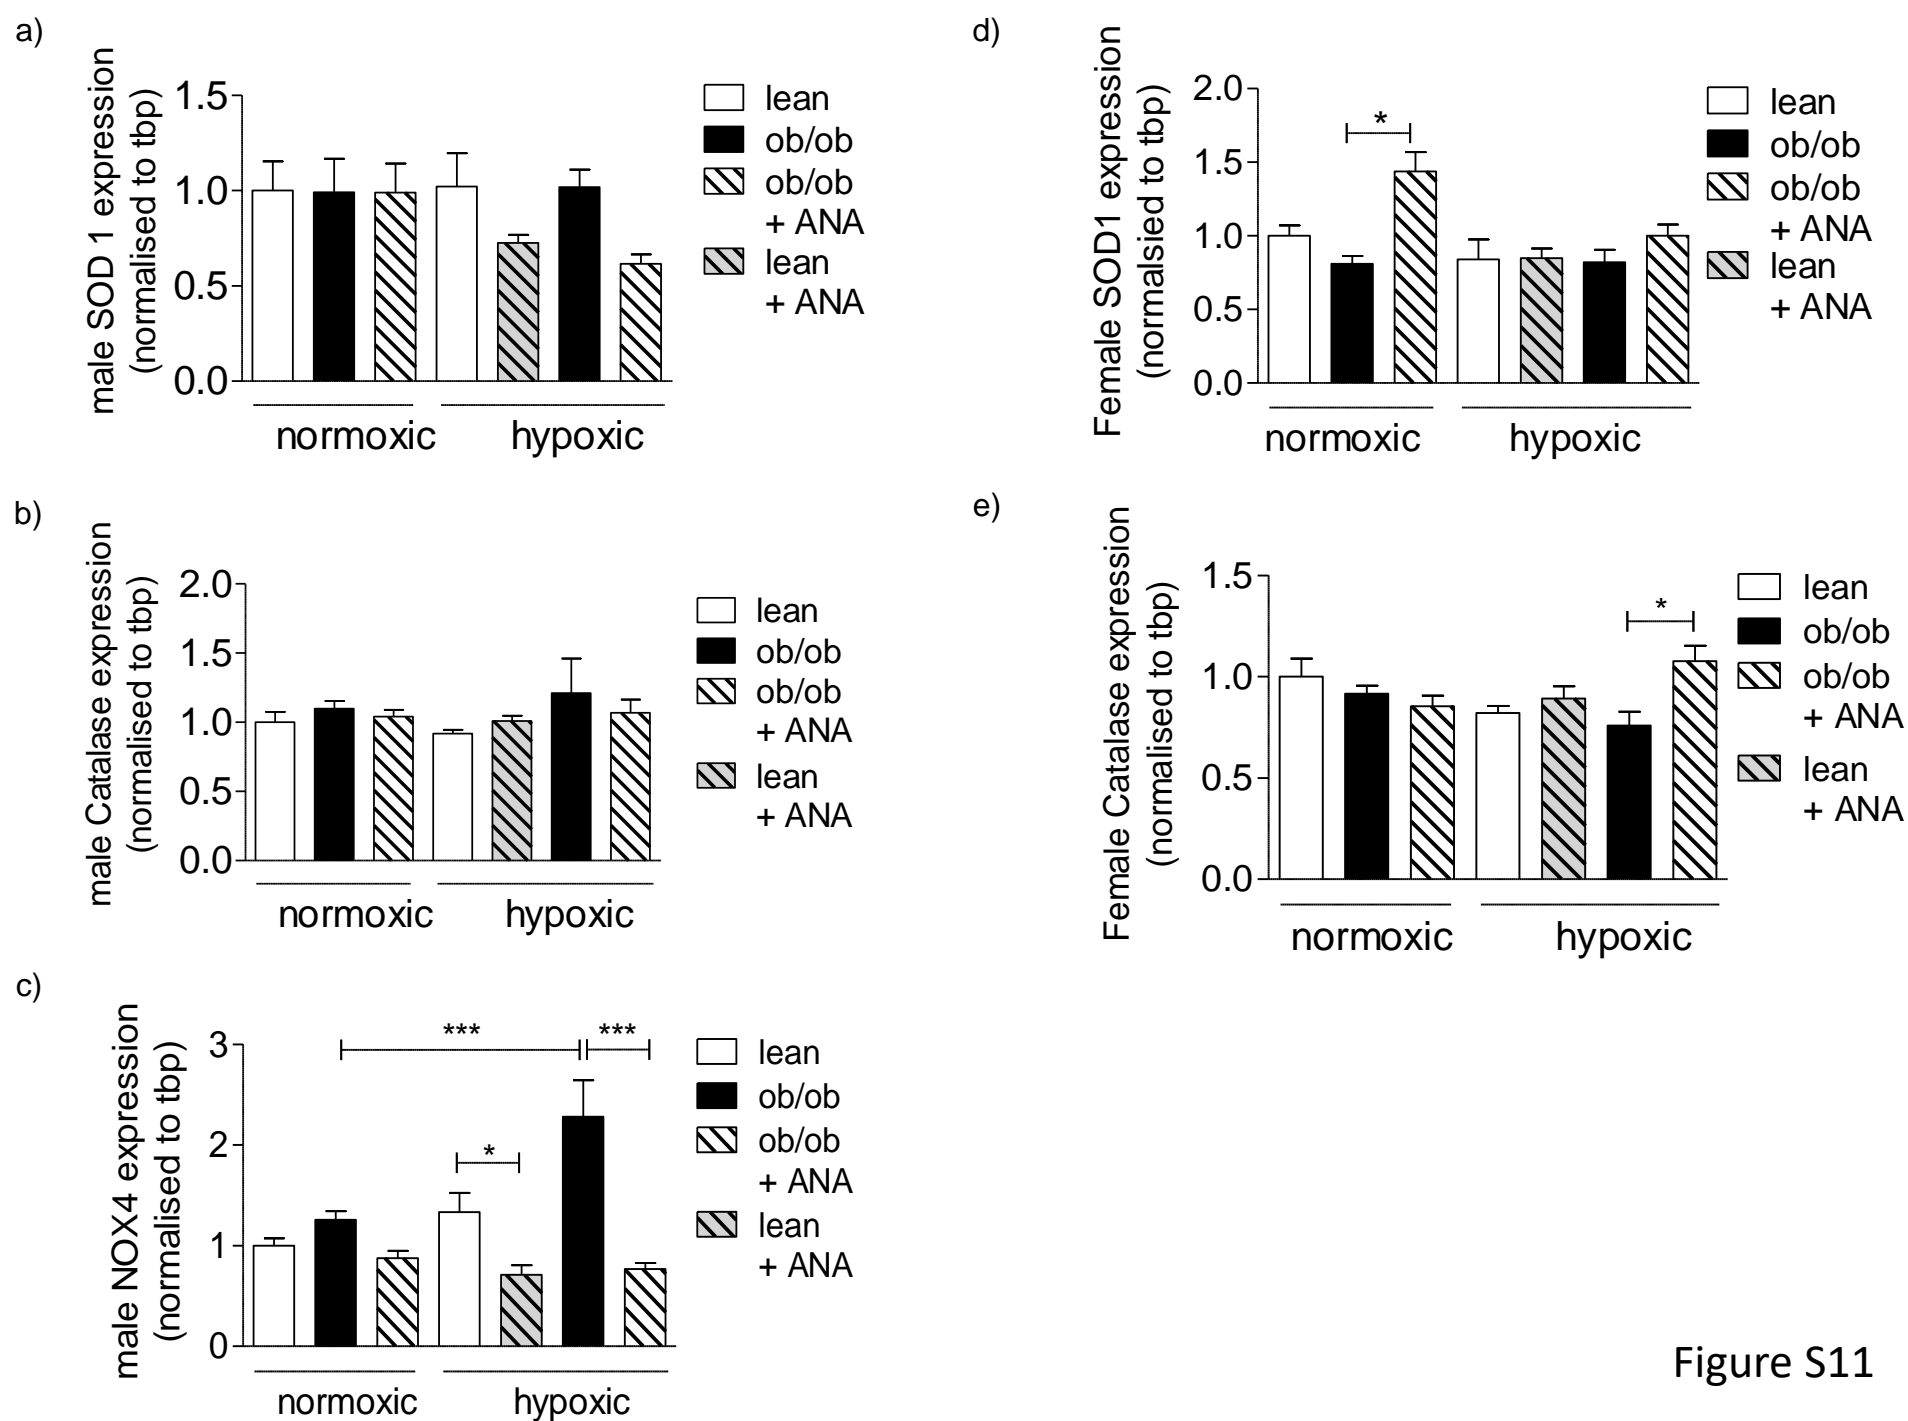 a)
male SOD 1 expression
(normalised to tbp)
1.5
1.0
0.5
0.0
normoxic
hypoxic
lean
ob/ob
ob/ob
+ ANA
lean
+ ANA
d)
Female SOD1 expression
(normalsied to tbp)
2.0
1.5
1.0
0.5
0.0
*
normoxic
hypoxic
lean
ob/ob
ob/ob
+ ANA
lean
+ ANA
b)
male Catalase expression
(normalised to tbp)
2.0
1.5
1.0
0.5
0.0
normoxic
hypoxic
lean
ob/ob
ob/ob
+ ANA
lean
+ ANA
e)
Female Catalase expression
(normalised to tbp)
1.5
1.0
0.5
0.0
*
normoxic
hypoxic
lean
ob/ob
ob/ob
+ ANA
lean
+ ANA
c)
male NOX4 expression
(normalised to tbp)
3
2
1
0
***
***
*
normoxic
hypoxic
lean
ob/ob
ob/ob
+ ANA
lean
+ ANA
Figure S11